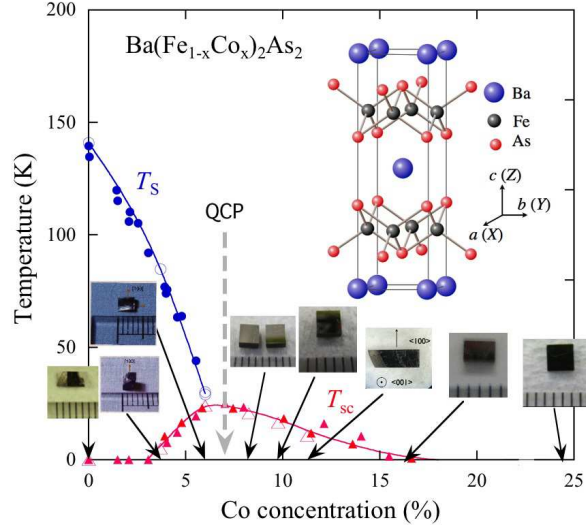 200
Ba(Fe1-xCox)2As2
Ba
Fe
As
150
c (Z)
b (Y)
a (X)
TS
QCP
100
Temperature (K)
50
<100>
<001>
Tsc
0
0
5
10
15
20
25
Co concentration (%)